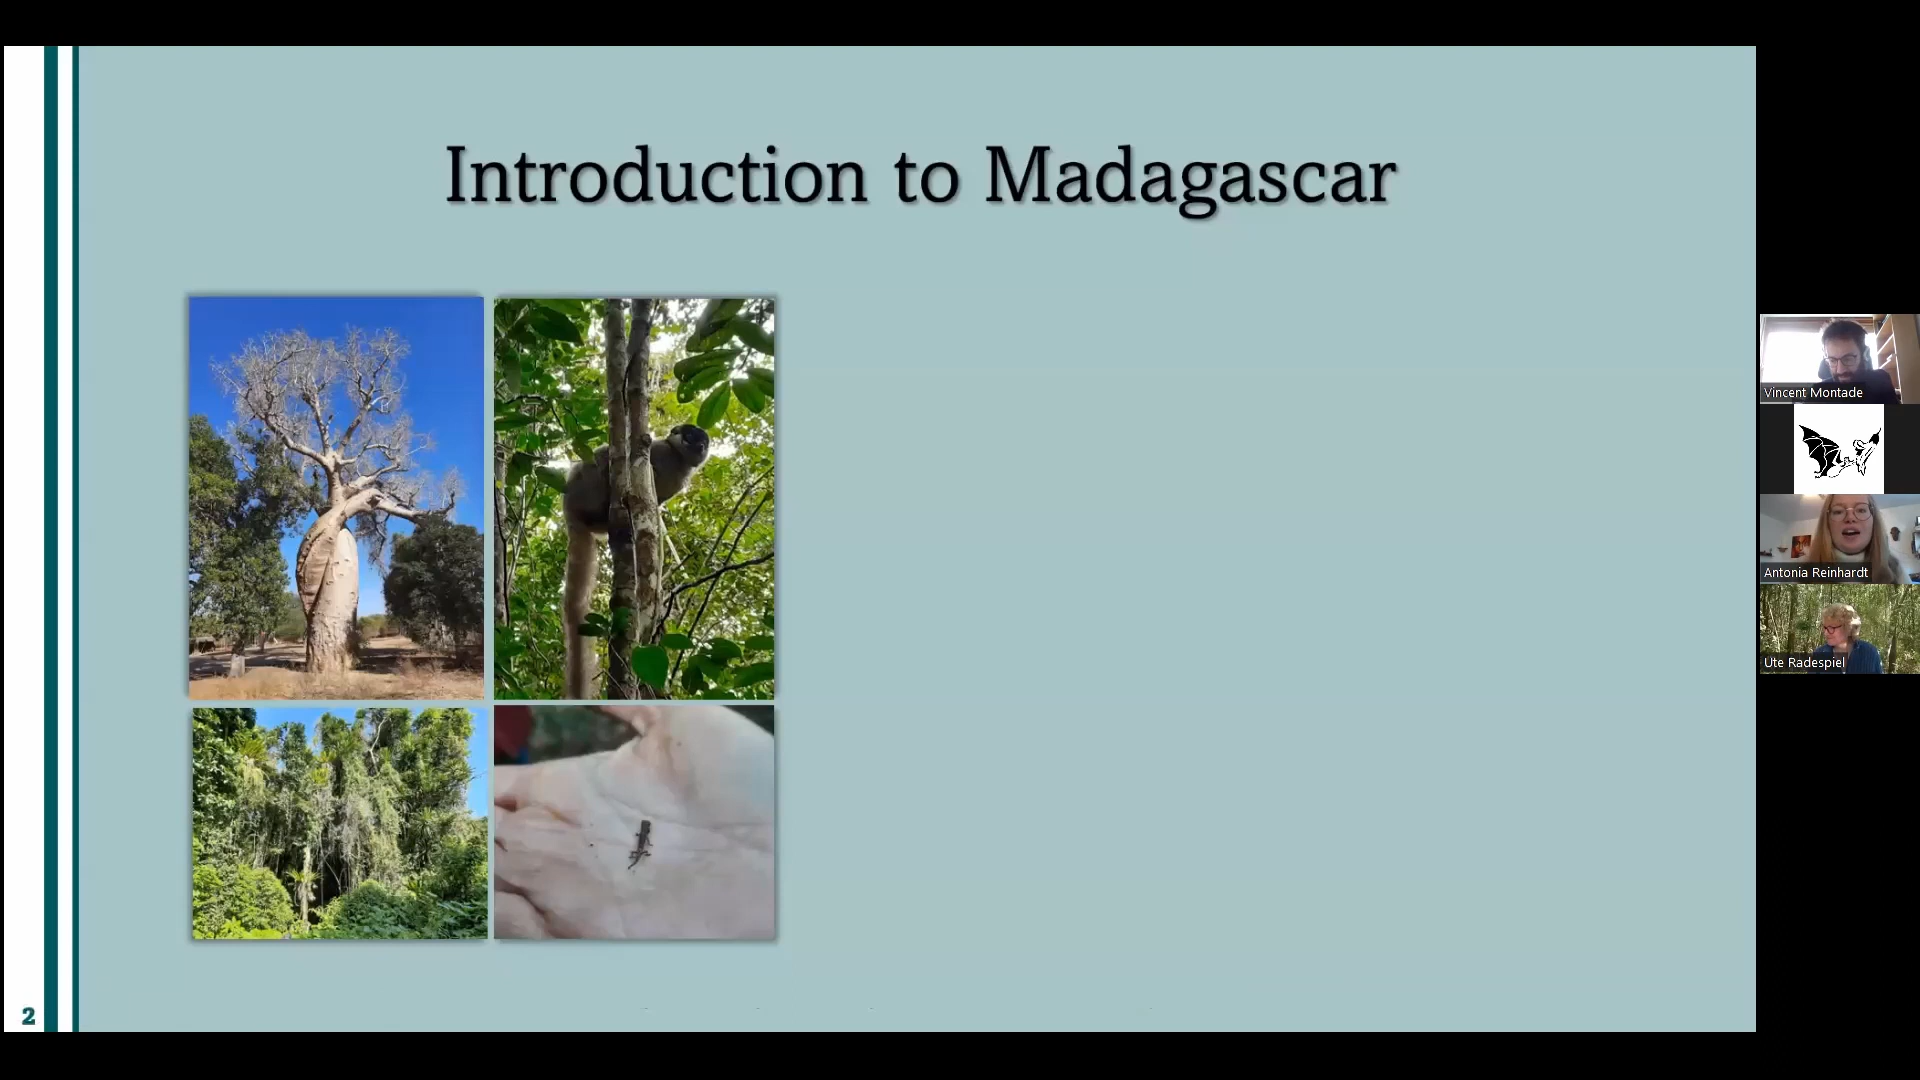 Introduction to Madagascar
Vincent Montade
Antonia Reinhardt
Ute Radespiel
2